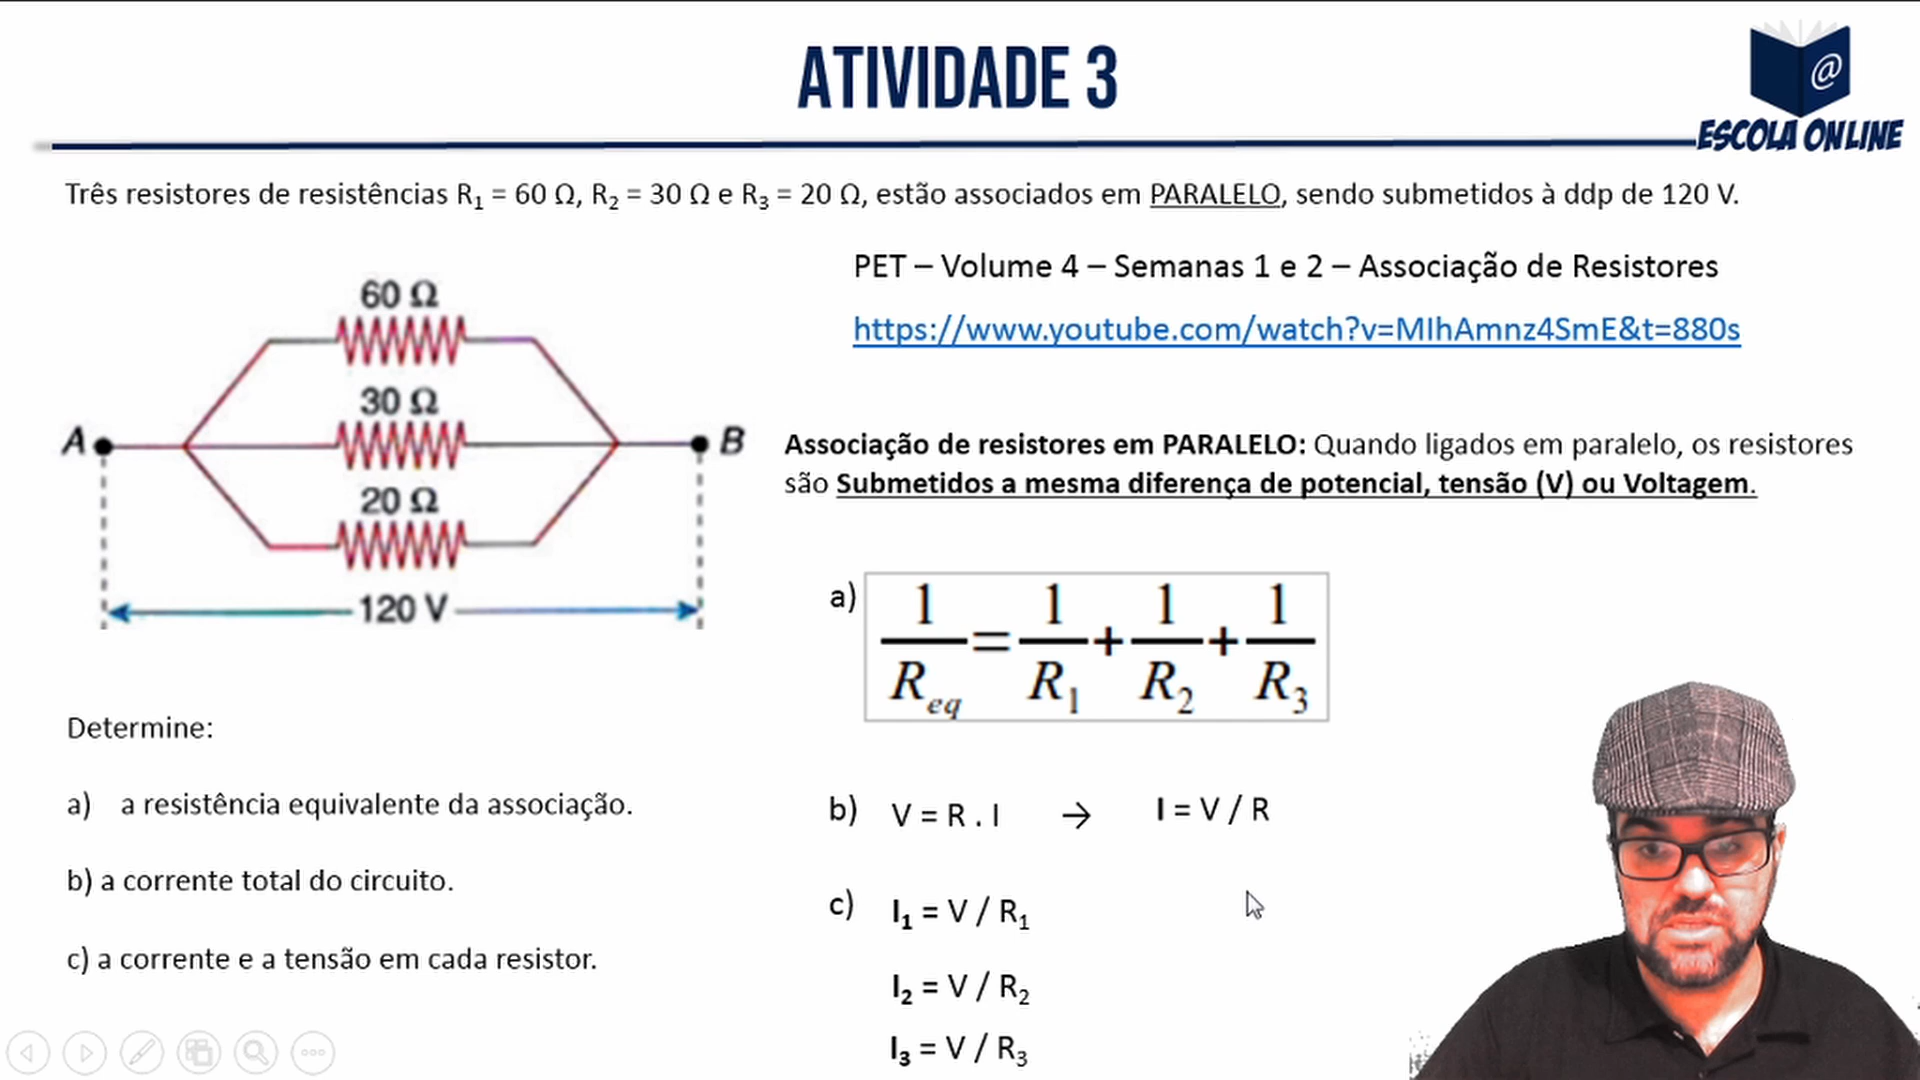 ATIVIDADE 3
@
ESCOLA ONLINE
Três resistores de resistências R₁ = 60 Ω, R₂ = 30 Ω e R₃ = 20 Ω, estão associados em PARALELO, sendo submetidos à ddp de 120 V.
PET – Volume 4 – Semanas 1 e 2 – Associação de Resistores
https://www.youtube.com/watch?v=MIhAmnz4SmE&t=880s
60 Ω
30 Ω
A B
20 Ω
120 V
Associação de resistores em PARALELO: Quando ligados em paralelo, os resistores
são Submetidos a mesma diferença de potencial, tensão (V) ou Voltagem.
a) 1/R_eq = 1/R₁ + 1/R₂ + 1/R₃
Determine:
a) a resistência equivalente da associação.
b) a corrente total do circuito.
c) a corrente e a tensão em cada resistor.
b) V = R . I → I = V / R
c) I₁ = V / R₁
I₂ = V / R₂
I₃ = V / R₃